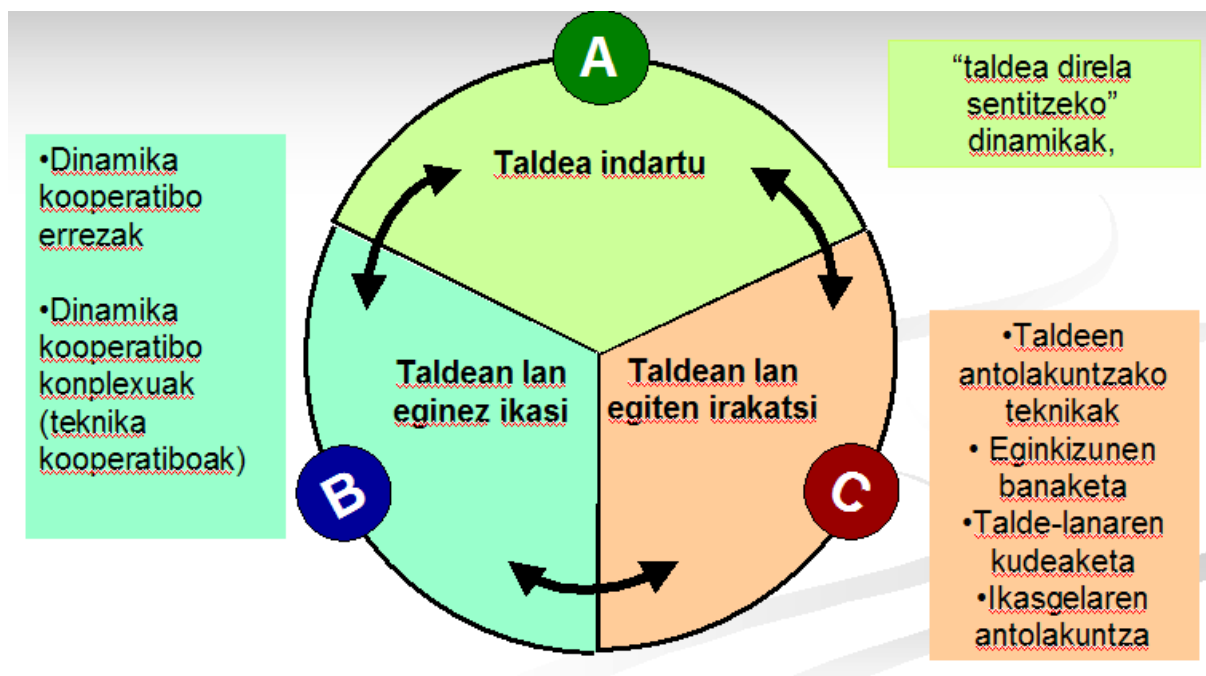 A
“taldea direla
sentitzeko”
dinamikak,
•Dinamika
kooperatibo
errezak
•Dinamika
kooperatibo
konplexuak
(teknika
kooperatiboak)
Taldea indartu
Taldean lan
eginez ikasi
Taldean lan
egiten irakatsi
B
C
•Taldeen
antolakuntzako
teknikak
• Eginkizunen
banaketa
•Talde-lanaren
kudeaketa
•Ikasgelaren
antolakuntza